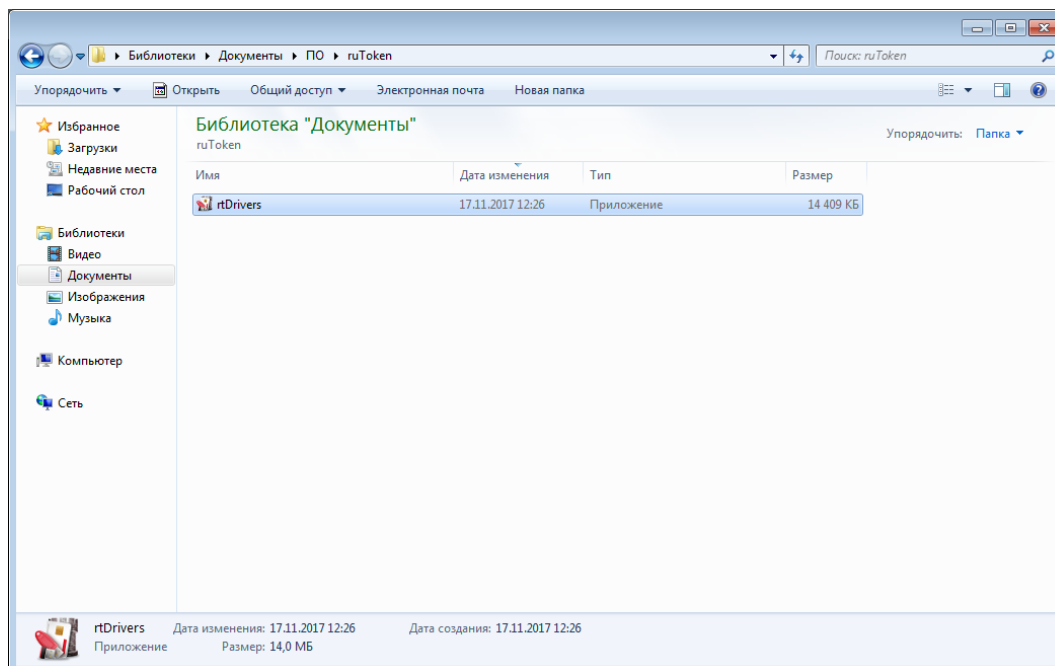 Библиотеки ▸ Документы ▸ ПО ▸ ruToken
Поиск: ruToken
Упорядочить
Открыть
Общий доступ
Электронная почта
Новая папка
Избранное
Загрузки
Недавние места
Рабочий стол
Библиотеки
Видео
Документы
Изображения
Музыка
Компьютер
Сеть
Библиотека "Документы"
ruToken
Упорядочить: Папка
Имя Дата изменения Тип Размер
rtDrivers 17.11.2017 12:26 Приложение 14 409 КБ
rtDrivers Дата изменения: 17.11.2017 12:26 Дата создания: 17.11.2017 12:26
Приложение Размер: 14,0 МБ